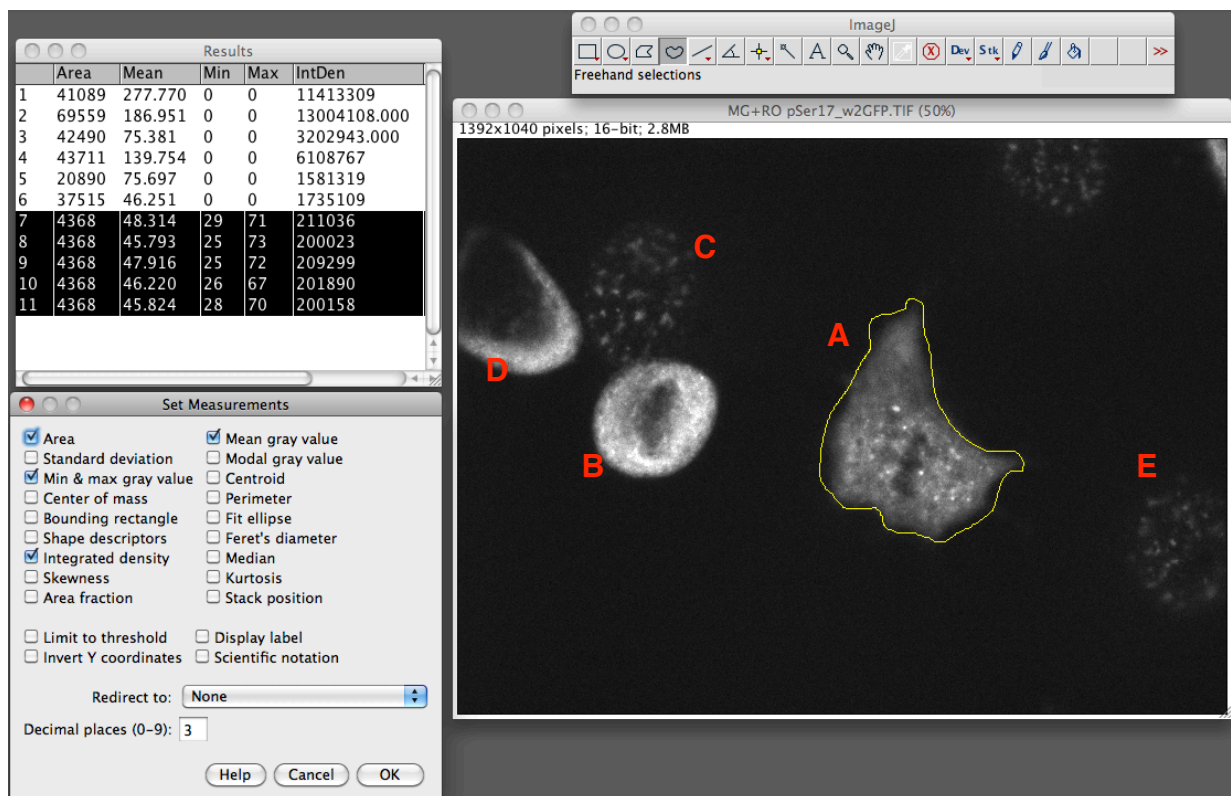 Results
Area Mean Min Max IntDen
1 41089 277.770 0 0 11413309
2 69559 186.951 0 0 13004108.000
3 42490 75.381 0 0 3202943.000
4 43711 139.754 0 0 6108767
5 20890 75.697 0 0 1581319
6 37515 46.251 0 0 1735109
7 4368 48.314 29 71 211036
8 4368 45.793 25 73 200023
9 4368 47.916 25 72 209299
10 4368 46.220 26 67 201890
11 4368 45.824 28 70 200158
ImageJ
A Dev Stk >>
Freehand selections
MG+RO pSer17_w2GFP.TIF (50%)
1392x1040 pixels; 16-bit; 2.8MB
C
A
D
B
E
Set Measurements
Area Mean gray value
Standard deviation Modal gray value
Min & max gray value Centroid
Center of mass Perimeter
Bounding rectangle Fit ellipse
Shape descriptors Feret's diameter
Integrated density Median
Skewness Kurtosis
Area fraction Stack position
Limit to threshold Display label
Invert Y coordinates Scientific notation
Redirect to: None
Decimal places (0-9): 3
Help Cancel OK